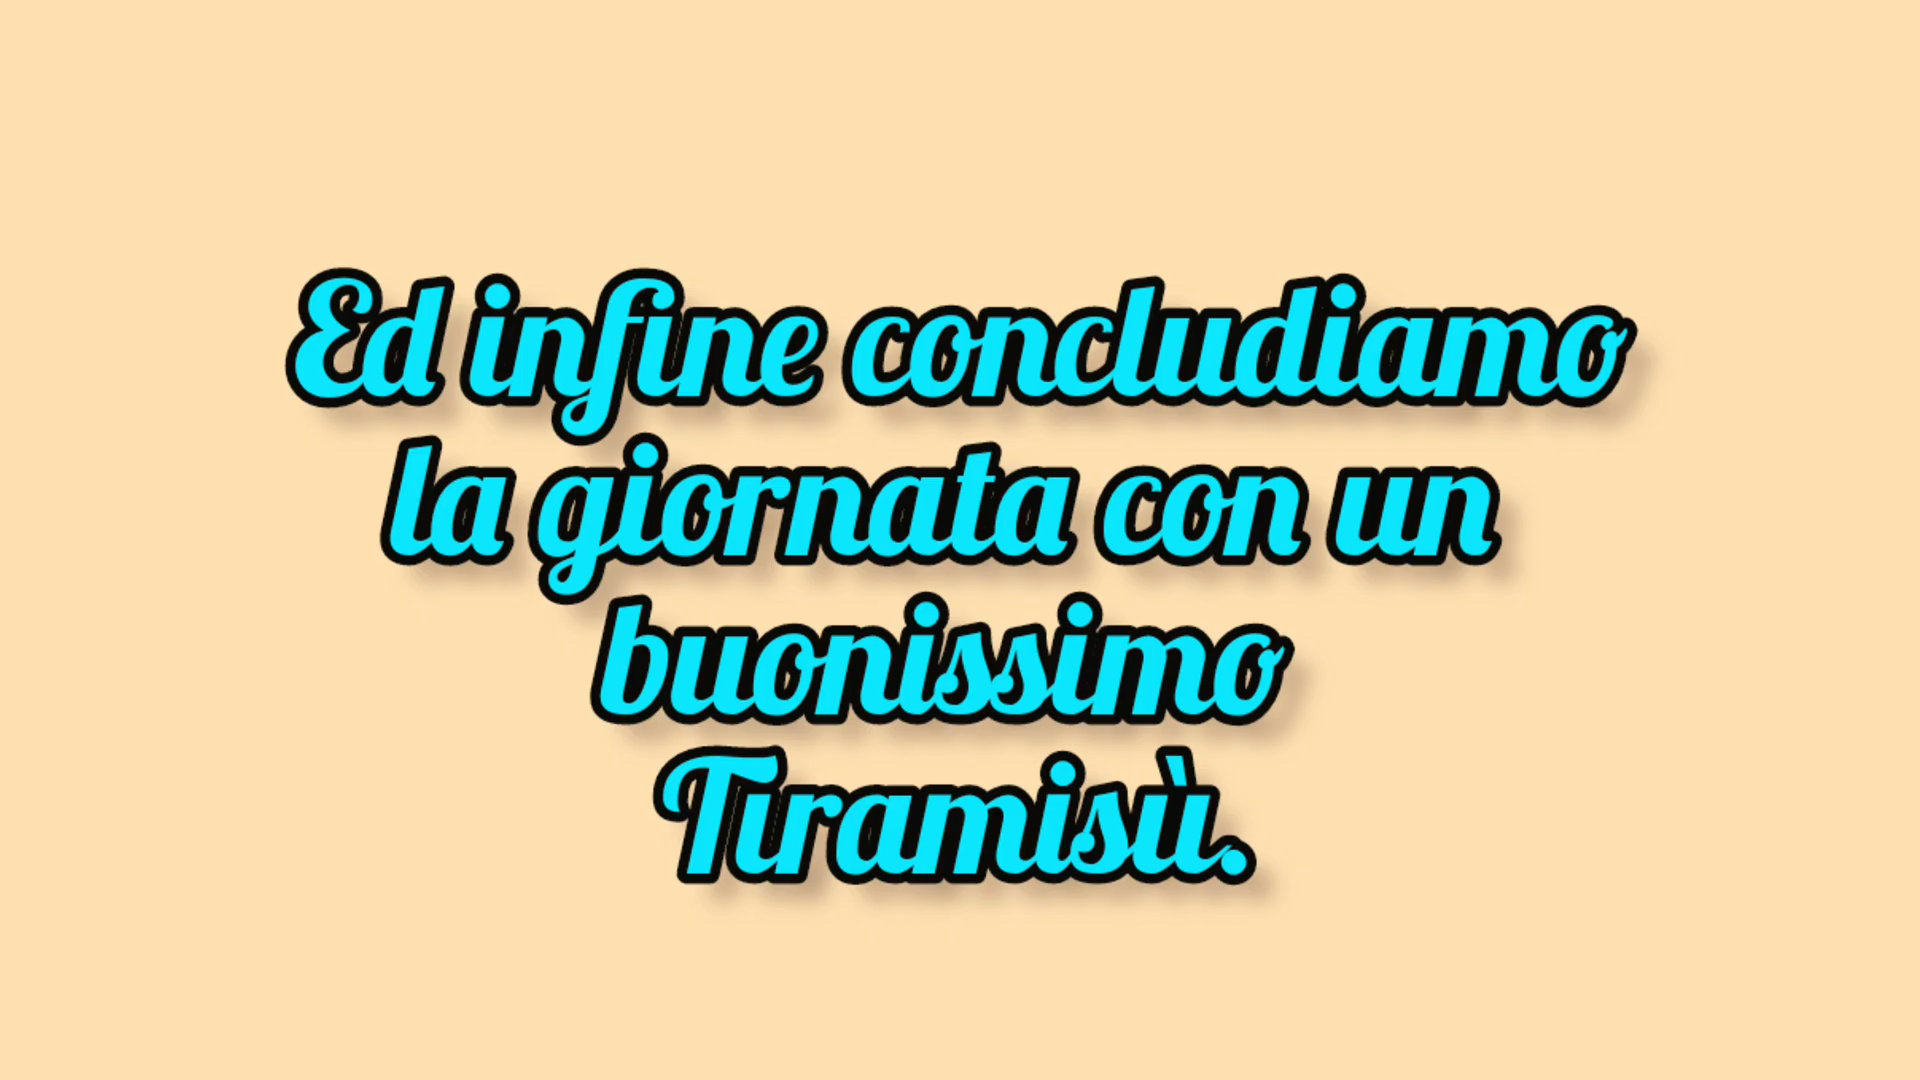 Ed infine concludiamo
la giornata con un
buonissimo
Tiramisù.